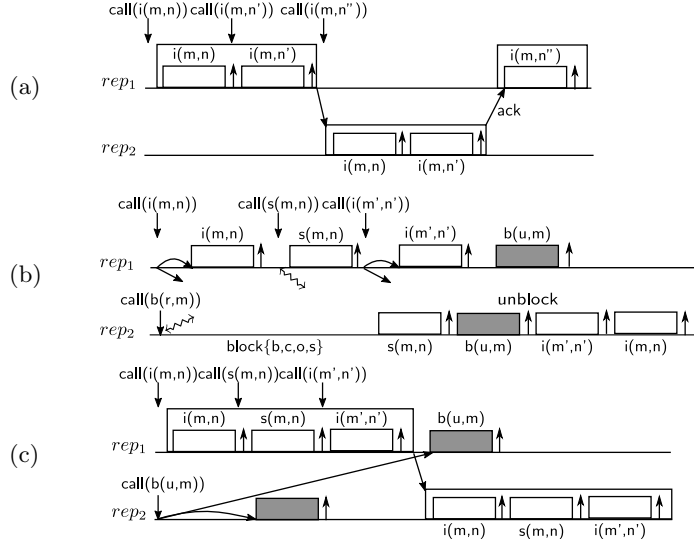 call(i(m,n)) call(i(m,n')) call(i(m,n''))
i(m,n) i(m,n') i(m,n'')
(a)
rep1
ack
rep2
i(m,n) i(m,n')
call(i(m,n)) call(s(m,n)) call(i(m',n'))
i(m,n) s(m,n) i(m',n') b(u,m)
(b)
rep1
call(b(r,m)) unblock
rep2
block{b,c,o,s} s(m,n) b(u,m) i(m',n') i(m,n)
call(i(m,n))call(s(m,n))call(i(m',n'))
i(m,n) s(m,n) i(m',n') b(u,m)
rep1
(c)
call(b(u,m))
rep2
i(m,n) s(m,n) i(m',n')